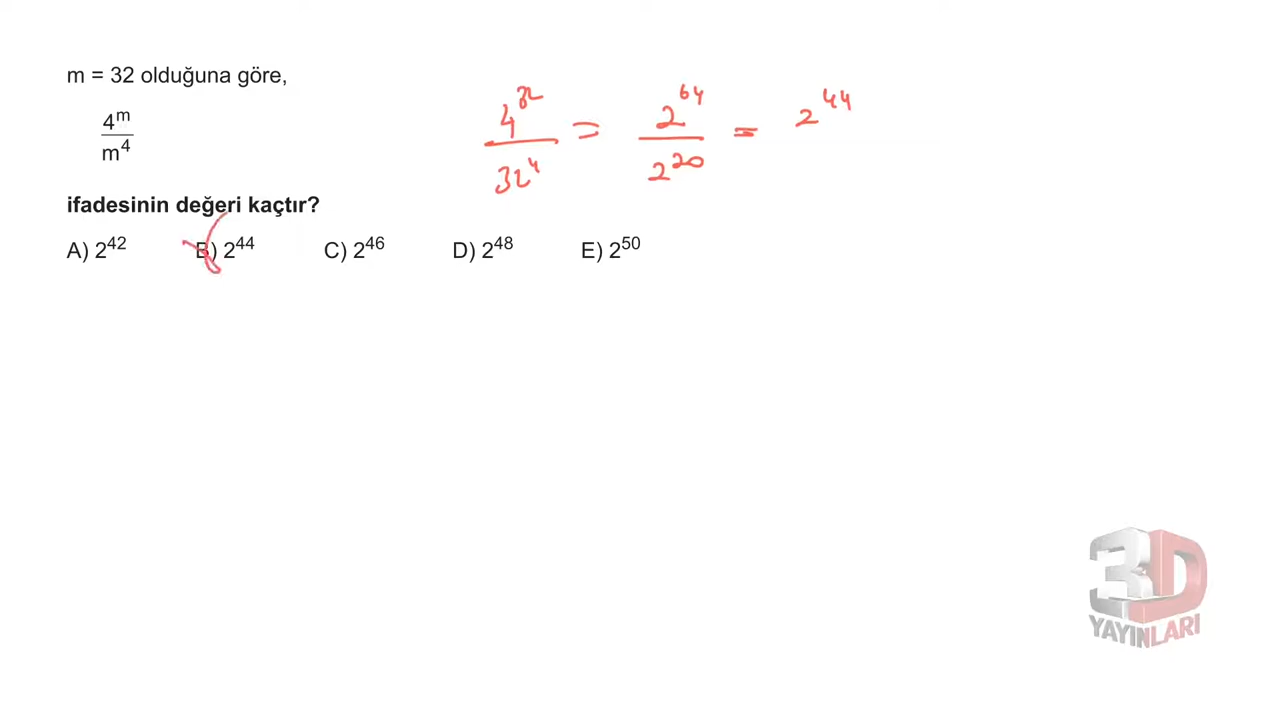 m = 32 olduğuna göre,
4^m
m^4
ifadesinin değeri kaçtır?
A) 2^42 B) 2^44 C) 2^46 D) 2^48 E) 2^50
4^32 = 2^64 = 2^44
32^4 2^20
3D
YAYINLARI